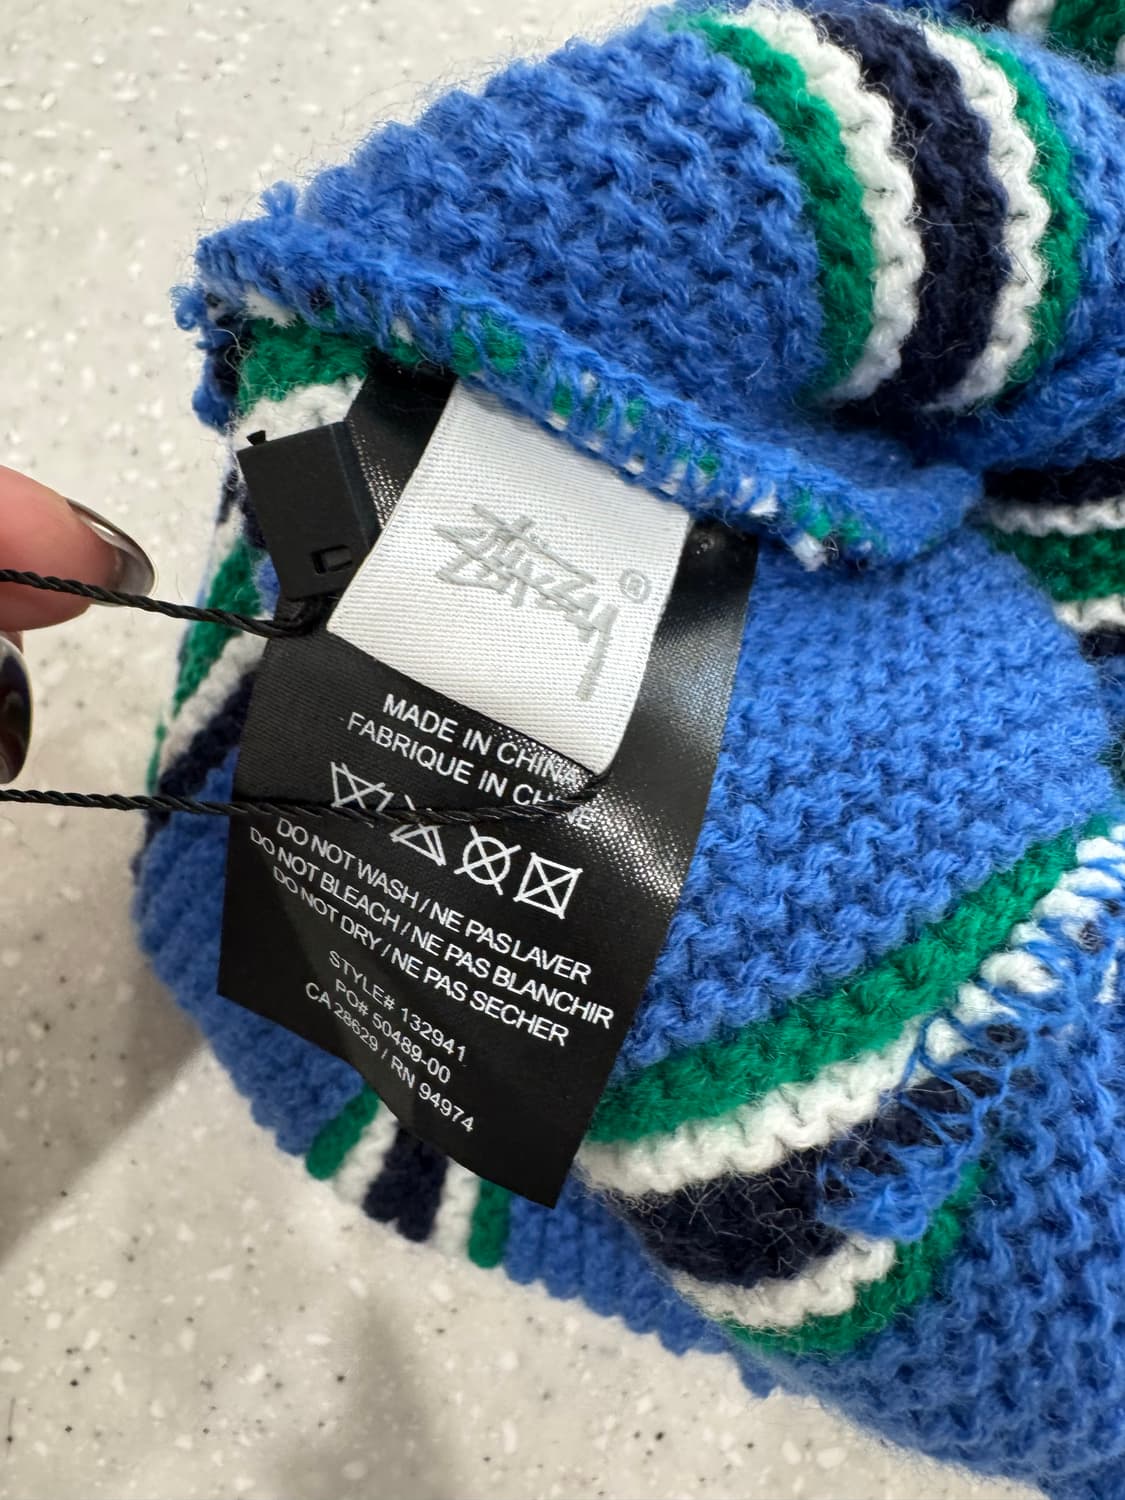 Stüssy ®
MADE IN CHINA
FABRIQUE IN CHINE
DO NOT WASH / NE PAS LAVER
DO NOT BLEACH / NE PAS BLANCHIR
DO NOT DRY / NE PAS SECHER
STYLE# 132941
PO# 50489-00
CA 28629 / RN 94974